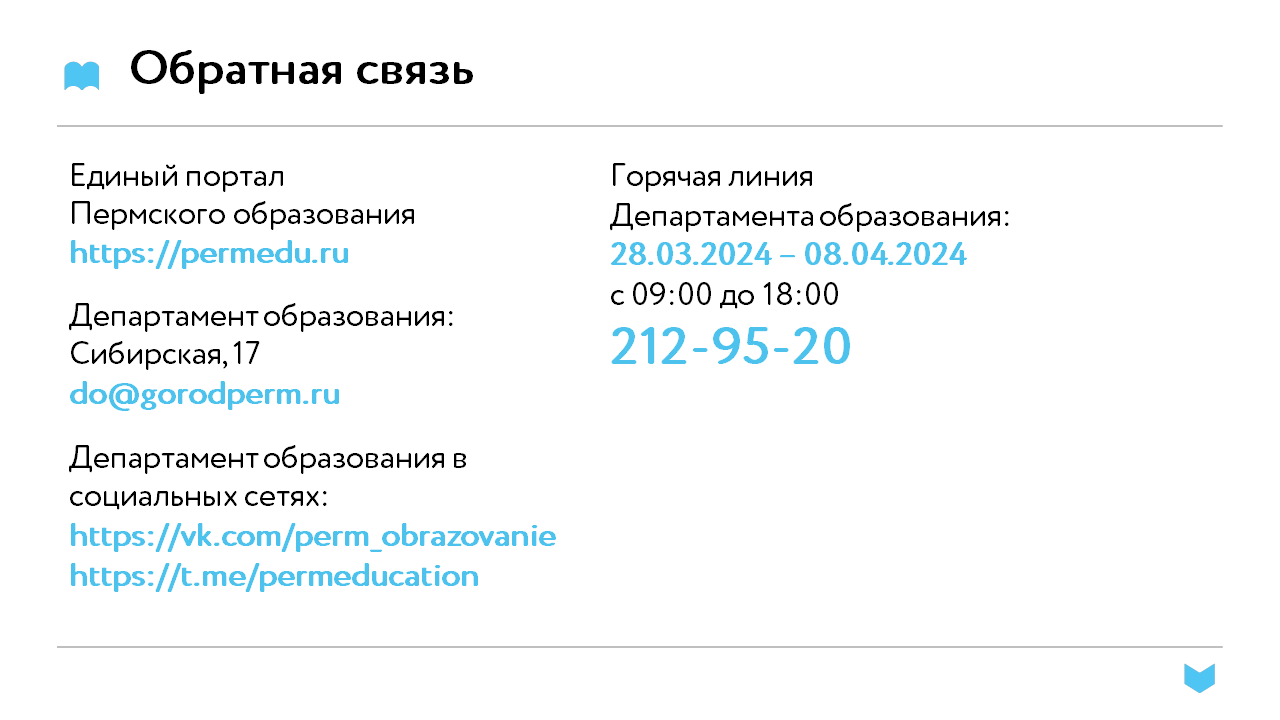 Обратная связь
Единый портал
Пермского образования
https://permedu.ru
Департамент образования:
Сибирская, 17
do@gorodperm.ru
Департамент образования в
социальных сетях:
https://vk.com/perm_obrazovanie
https://t.me/permeducation
Горячая линия
Департамента образования:
28.03.2024 – 08.04.2024
с 09:00 до 18:00
212-95-20